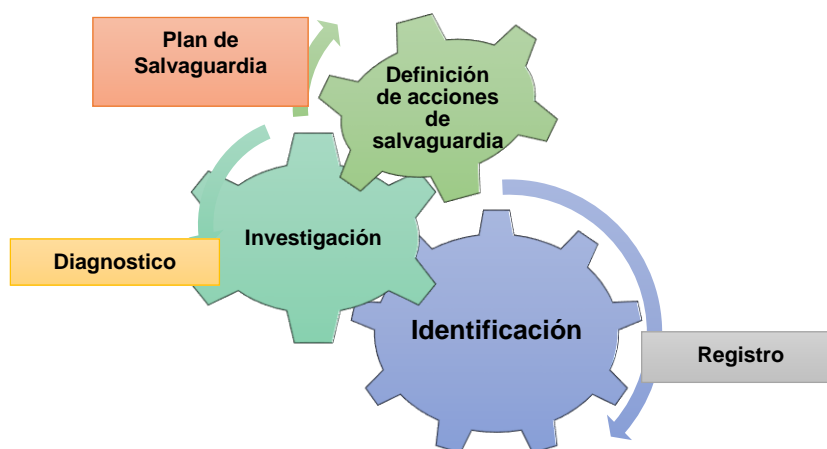 Plan de
Salvaguardia
Definición
de acciones
de
salvaguardia
Investigación
Diagnostico
Identificación
Registro